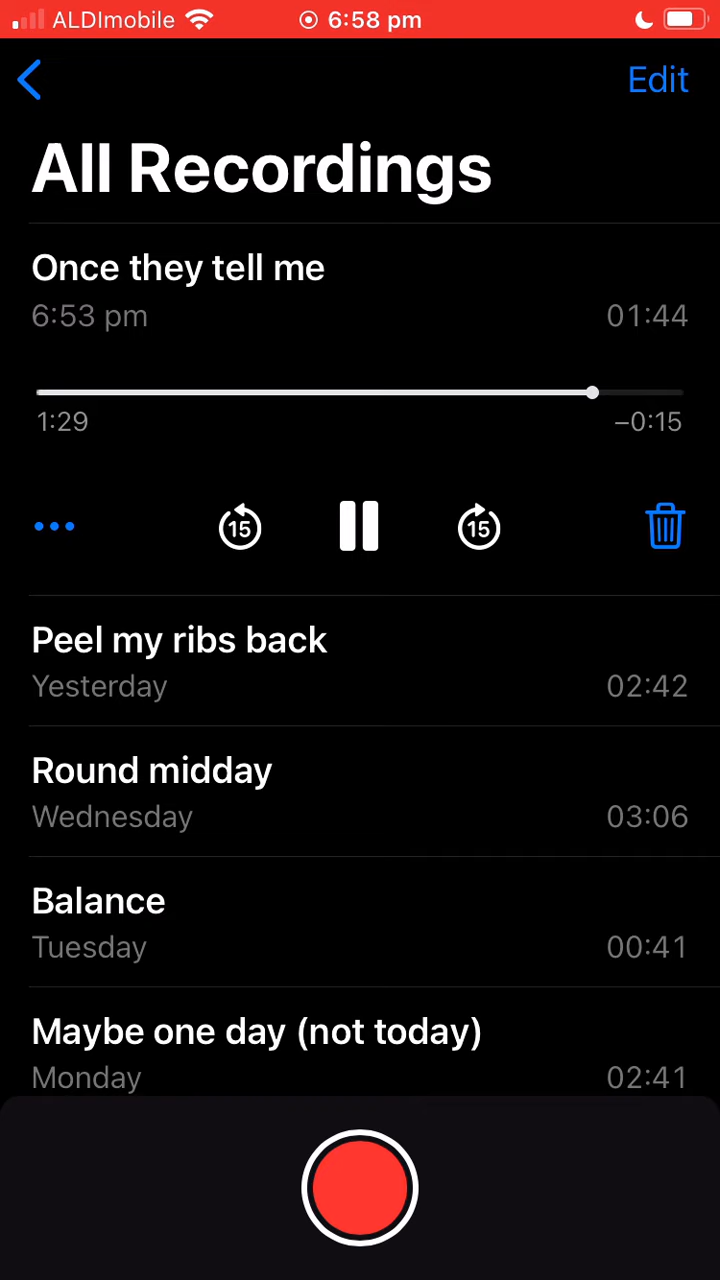 ALDImobile 6:58 pm
Edit
All Recordings
Once they tell me
6:53 pm 01:44
1:29 –0:15
15 15
Peel my ribs back
Yesterday 02:42
Round midday
Wednesday 03:06
Balance
Tuesday 00:41
Maybe one day (not today)
Monday 02:41